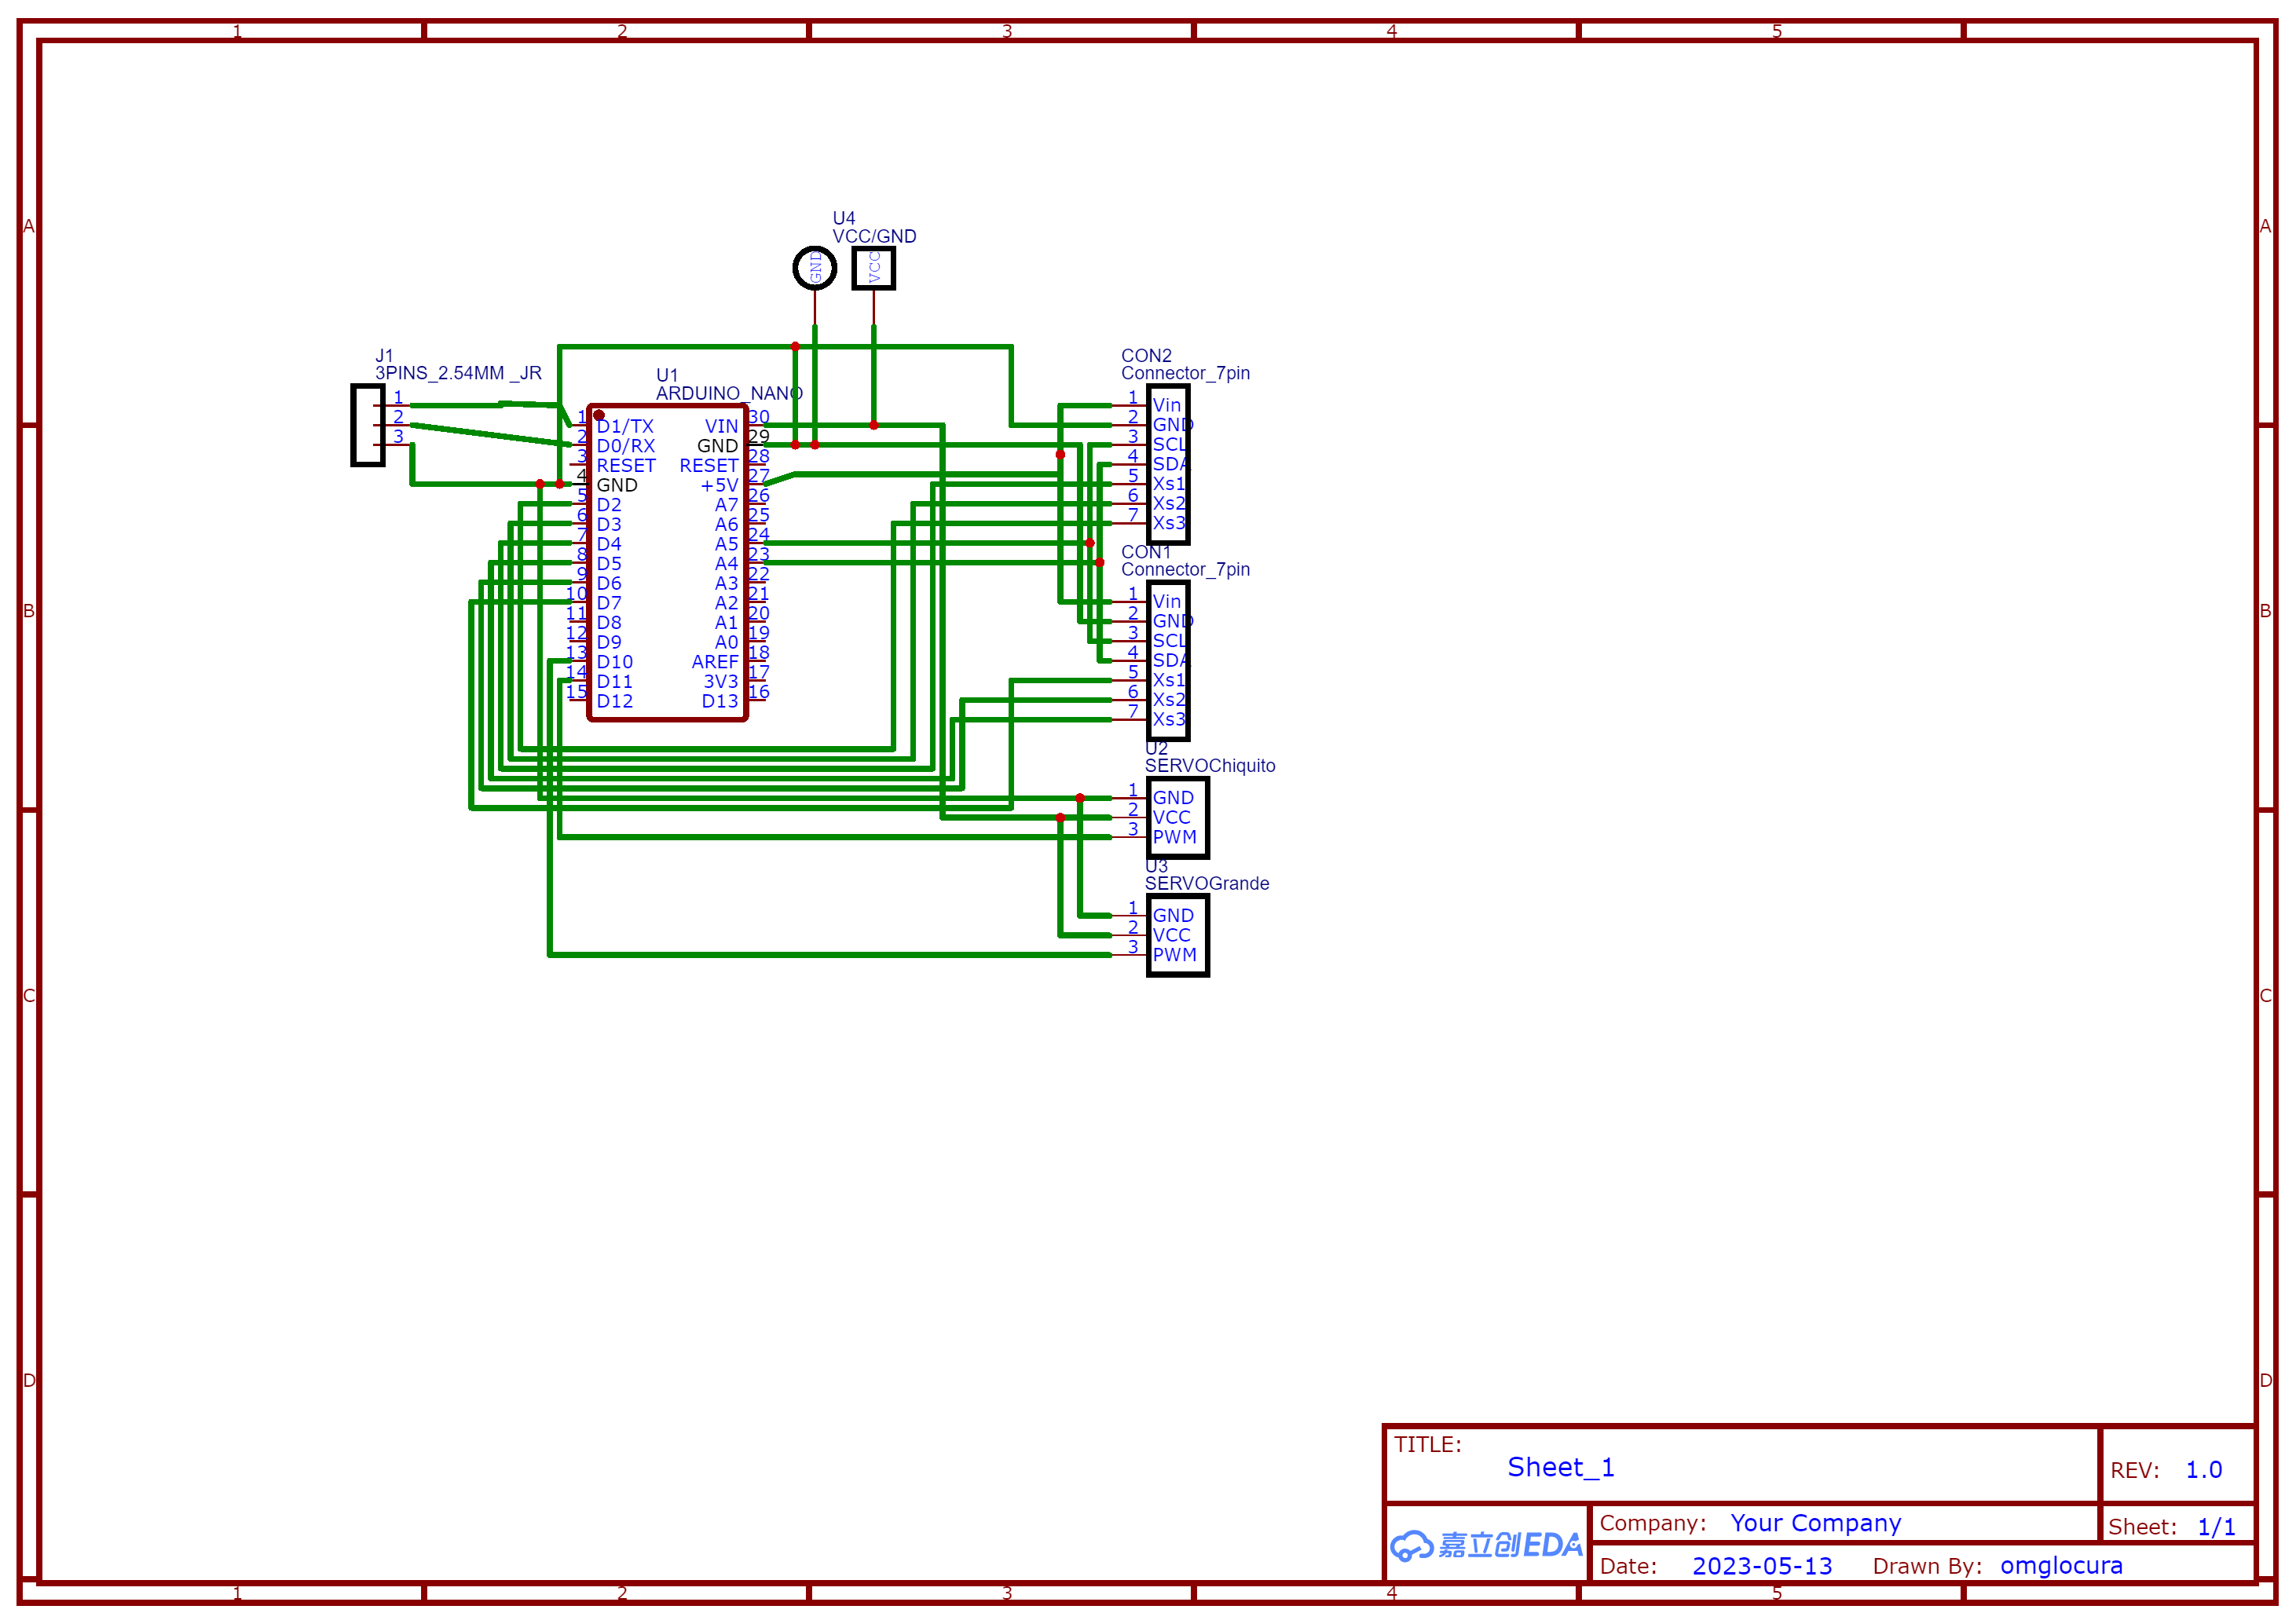 1 2 3 4 5
A A
U4
VCC/GND
GND VCC
J1
3PINS_2.54MM _JR
1
2
3
U1
ARDUINO_NANO
1 D1/TX VIN 30
2 D0/RX GND 29
3 RESET RESET 28
4 GND +5V 27
5 D2 A7 26
6 D3 A6 25
7 D4 A5 24
8 D5 A4 23
9 D6 A3 22
10 D7 A2 21
11 D8 A1 20
12 D9 A0 19
13 D10 AREF 18
14 D11 3V3 17
15 D12 D13 16
CON2
Connector_7pin
1 Vin
2 GND
3 SCL
4 SDA
5 Xs1
6 Xs2
7 Xs3
CON1
Connector_7pin
1 Vin
2 GND
3 SCL
4 SDA
5 Xs1
6 Xs2
7 Xs3
B B
U2
SERVOChiquito
1 GND
2 VCC
3 PWM
U3
SERVOGrande
1 GND
2 VCC
3 PWM
C C
D D
TITLE:
Sheet_1
REV: 1.0
嘉立创EDA
Company: Your Company
Sheet: 1/1
Date: 2023-05-13 Drawn By: omglocura
1 2 3 4 5